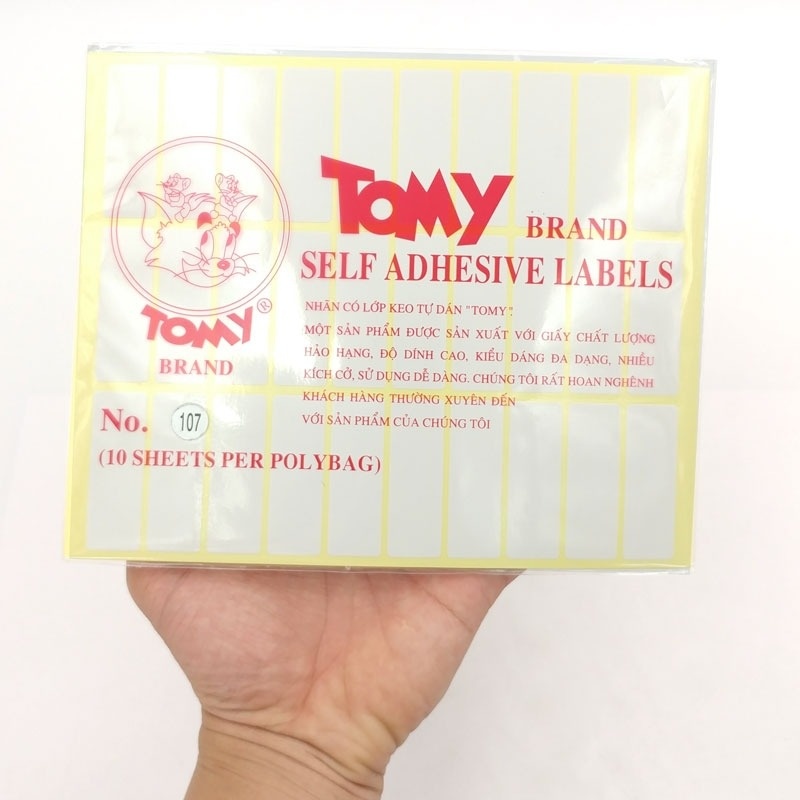 TOMY BRAND
SELF ADHESIVE LABELS
TOMY ®
BRAND
NHÃN CÓ LỚP KEO TỰ DÁN "TOMY".
MỘT SẢN PHẨM ĐƯỢC SẢN XUẤT VỚI GIẤY CHẤT LƯỢNG
HẢO HẠNG, ĐỘ DÍNH CAO, KIỂU DÁNG ĐA DẠNG, NHIỀU
KÍCH CỞ, SỬ DỤNG DỄ DÀNG. CHÚNG TÔI RẤT HOAN NGHÊNH
KHÁCH HÀNG THƯỜNG XUYÊN ĐẾN
VỚI SẢN PHẨM CỦA CHÚNG TÔI
No. 107
(10 SHEETS PER POLYBAG)